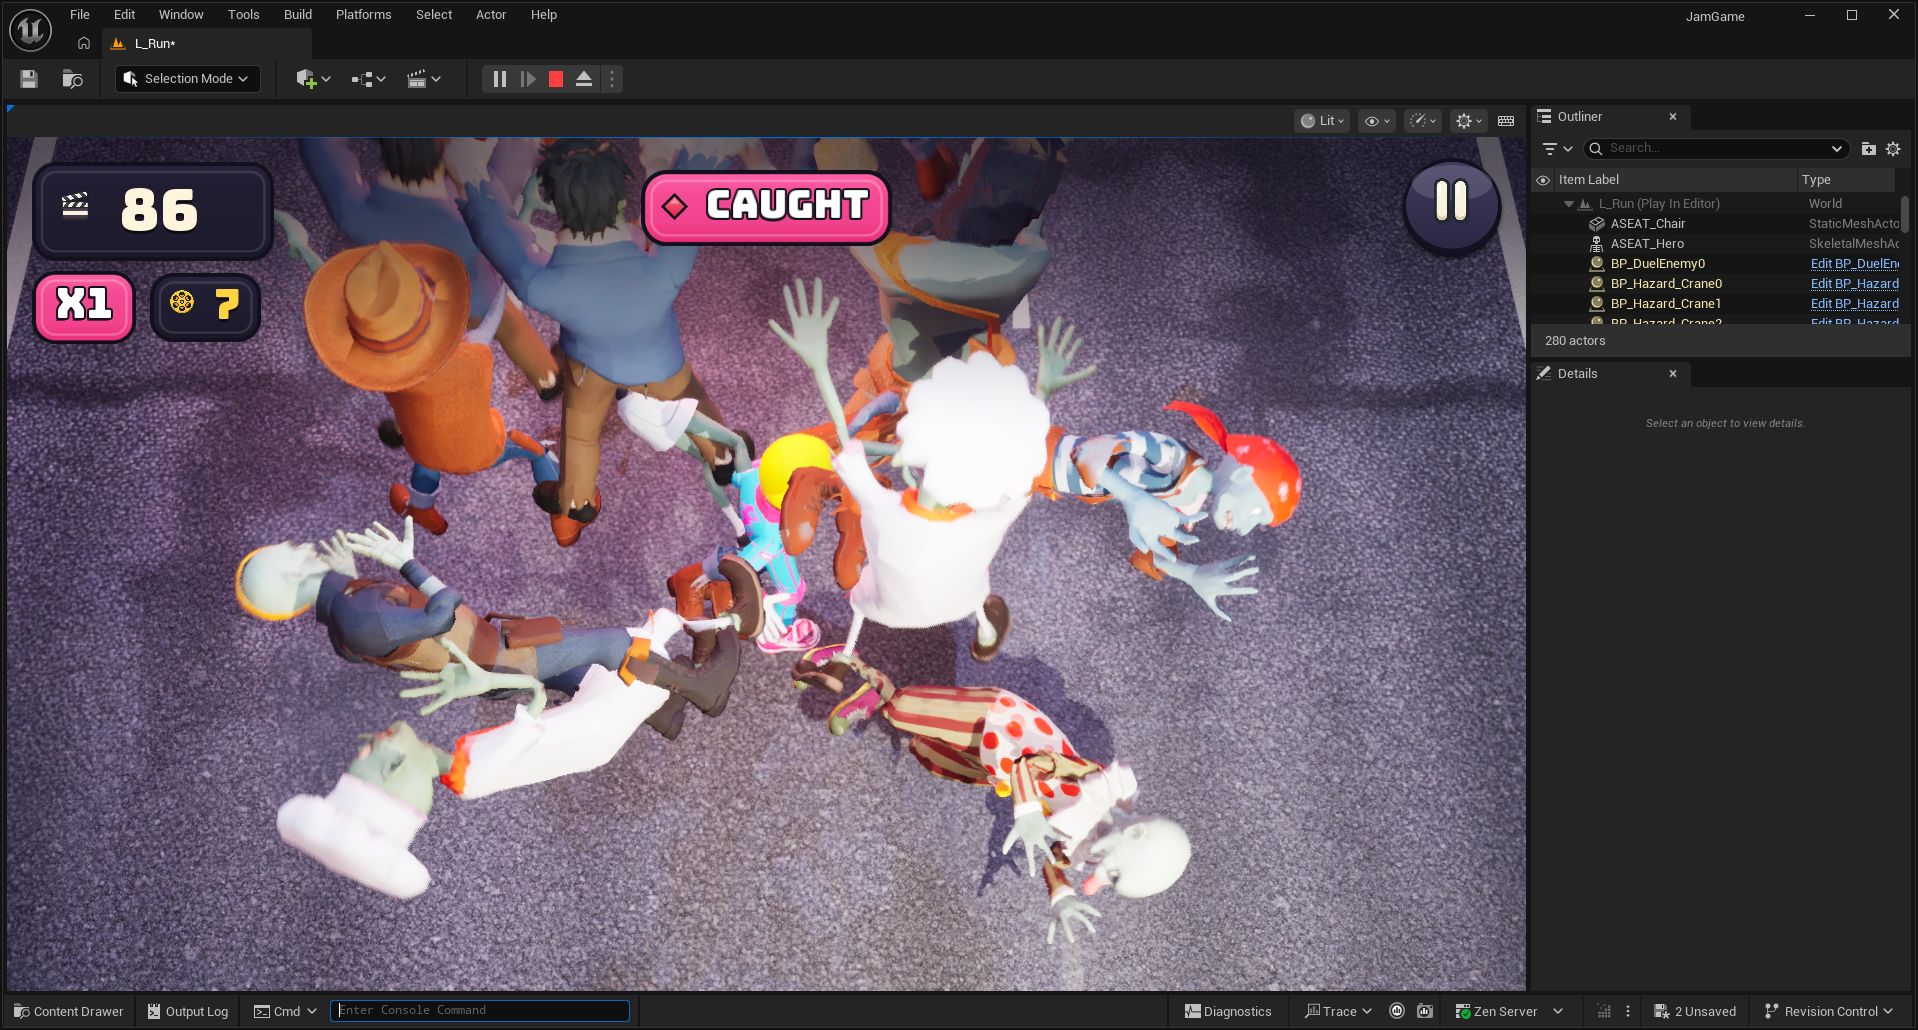 File Edit Window Tools Build Platforms Select Actor Help
JamGame
L_Run*
Selection Mode
Lit
86
CAUGHT
X1
7
Outliner
Search...
Item Label Type
L_Run (Play In Editor) World
ASEAT_Chair StaticMeshActo
ASEAT_Hero SkeletalMeshAc
BP_DuelEnemy0 Edit BP_DuelEn
BP_Hazard_Crane0 Edit BP_Hazard
BP_Hazard_Crane1 Edit BP_Hazard
BP_Hazard_Crane2 Edit BP_Hazard
280 actors
Details
Select an object to view details.
Content Drawer Output Log Cmd Enter Console Command Diagnostics Trace Zen Server 2 Unsaved Revision Control